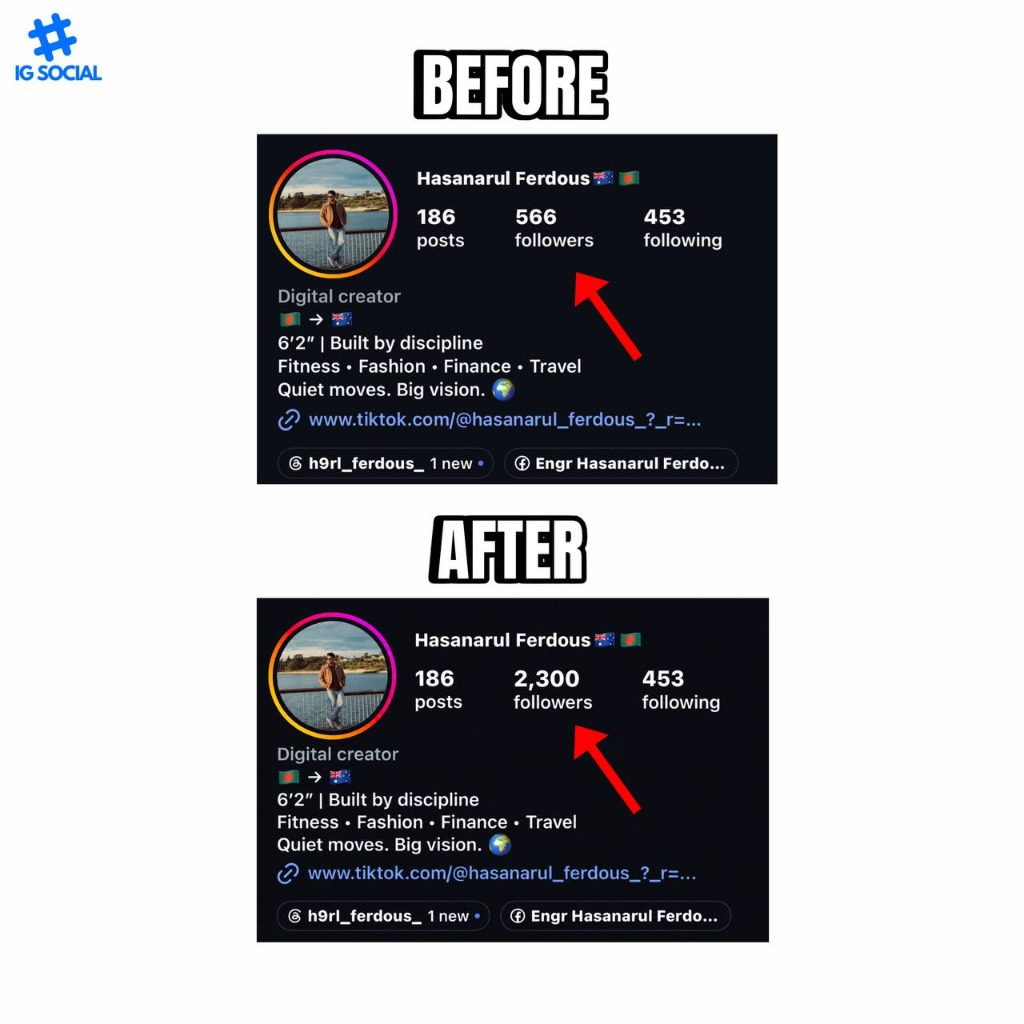 #
IG SOCIAL
BEFORE
Hasanarul Ferdous🇦🇺🇧🇩
186 566 453
posts followers following
Digital creator
🇧🇩 → 🇦🇺
6’2” | Built by discipline
Fitness • Fashion • Finance • Travel
Quiet moves. Big vision. 🌍
www.tiktok.com/@hasanarul_ferdous_?_r=...
h9rl_ferdous_ 1 new • Engr Hasanarul Ferdo...
AFTER
Hasanarul Ferdous🇦🇺🇧🇩
186 2,300 453
posts followers following
Digital creator
🇧🇩 → 🇦🇺
6’2” | Built by discipline
Fitness • Fashion • Finance • Travel
Quiet moves. Big vision. 🌍
www.tiktok.com/@hasanarul_ferdous_?_r=...
h9rl_ferdous_ 1 new • Engr Hasanarul Ferdo...